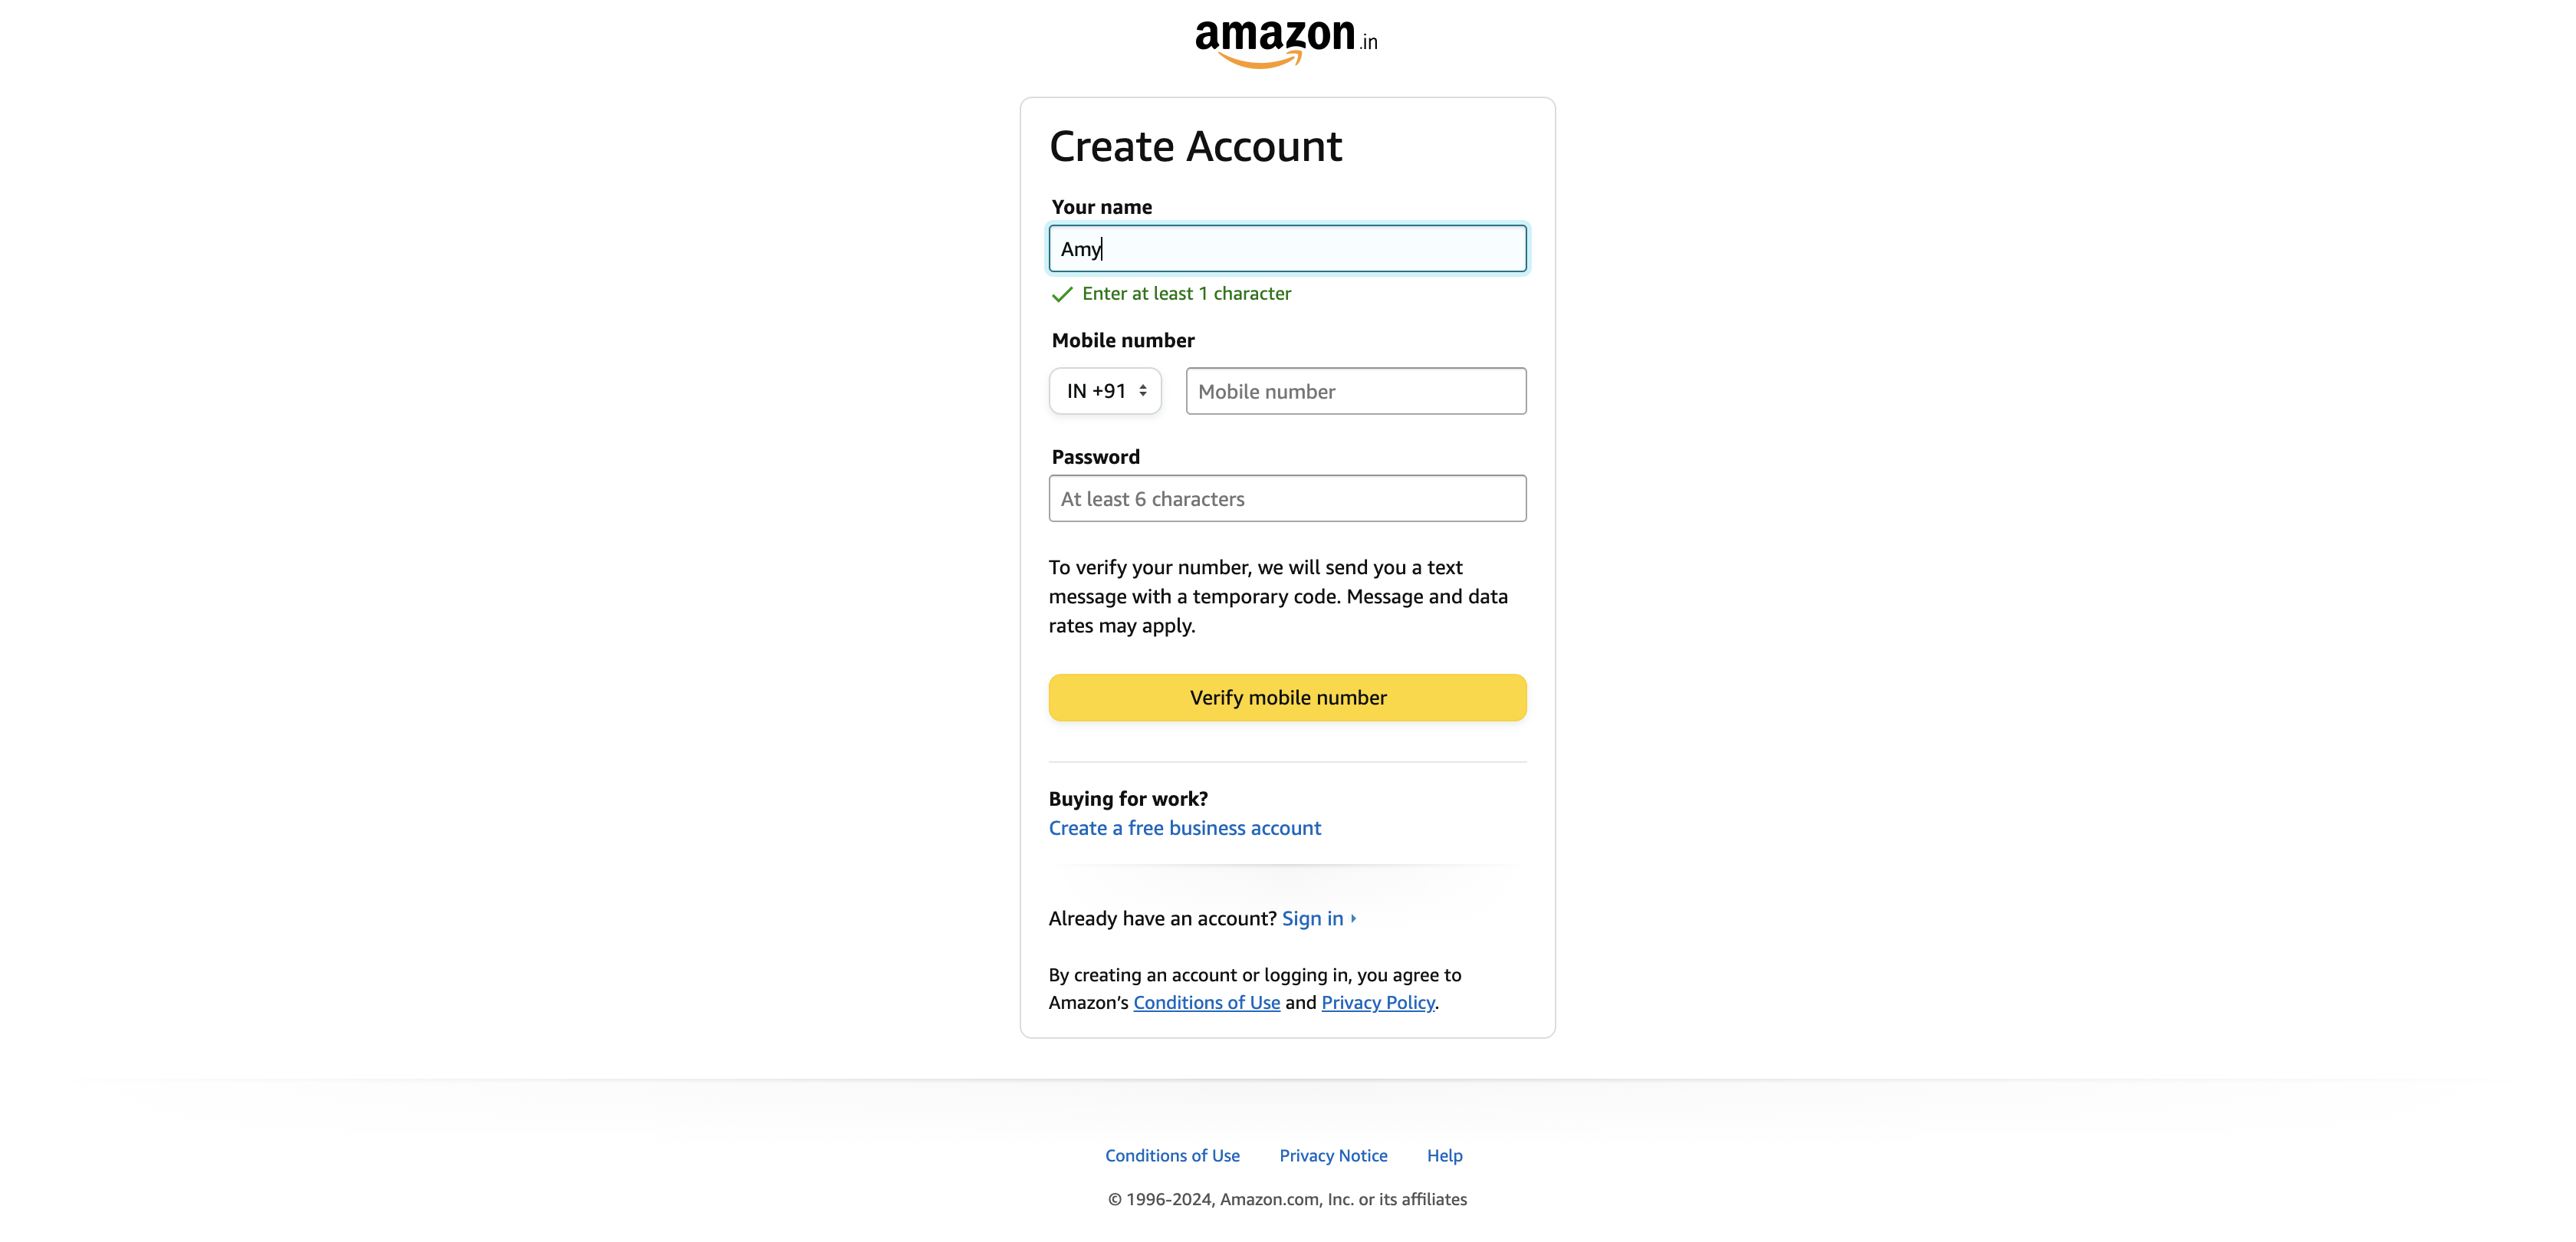 amazon.in
Create Account
Your name
Amy
Enter at least 1 character
Mobile number
IN +91 Mobile number
Password
At least 6 characters
To verify your number, we will send you a text
message with a temporary code. Message and data
rates may apply.
Verify mobile number
Buying for work?
Create a free business account
Already have an account? Sign in
By creating an account or logging in, you agree to
Amazon’s Conditions of Use and Privacy Policy.
Conditions of Use Privacy Notice Help
© 1996-2024, Amazon.com, Inc. or its affiliates